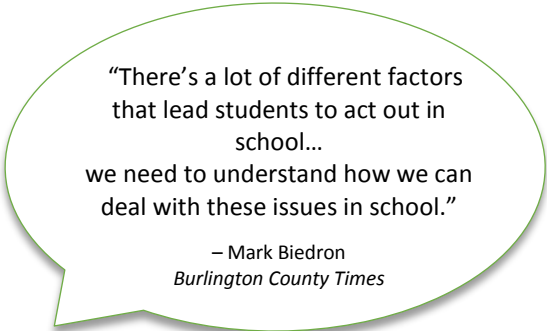 “There’s a lot of different factors
that lead students to act out in
school…
we need to understand how we can
deal with these issues in school.”
– Mark Biedron
Burlington County Times